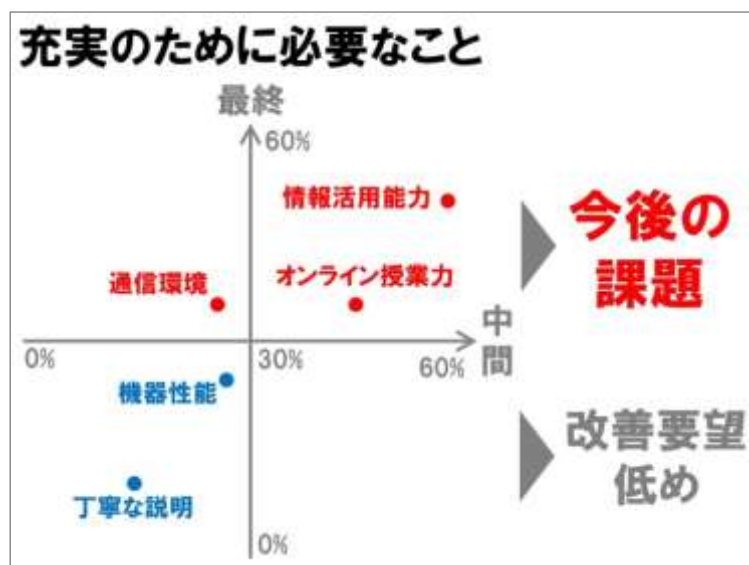 充実のために必要なこと
最終
60%
情報活用能力
今後の
課題
通信環境
オンライン授業力
中
間
0%
30%
60%
機器性能
改善要望
低め
丁寧な説明
0%